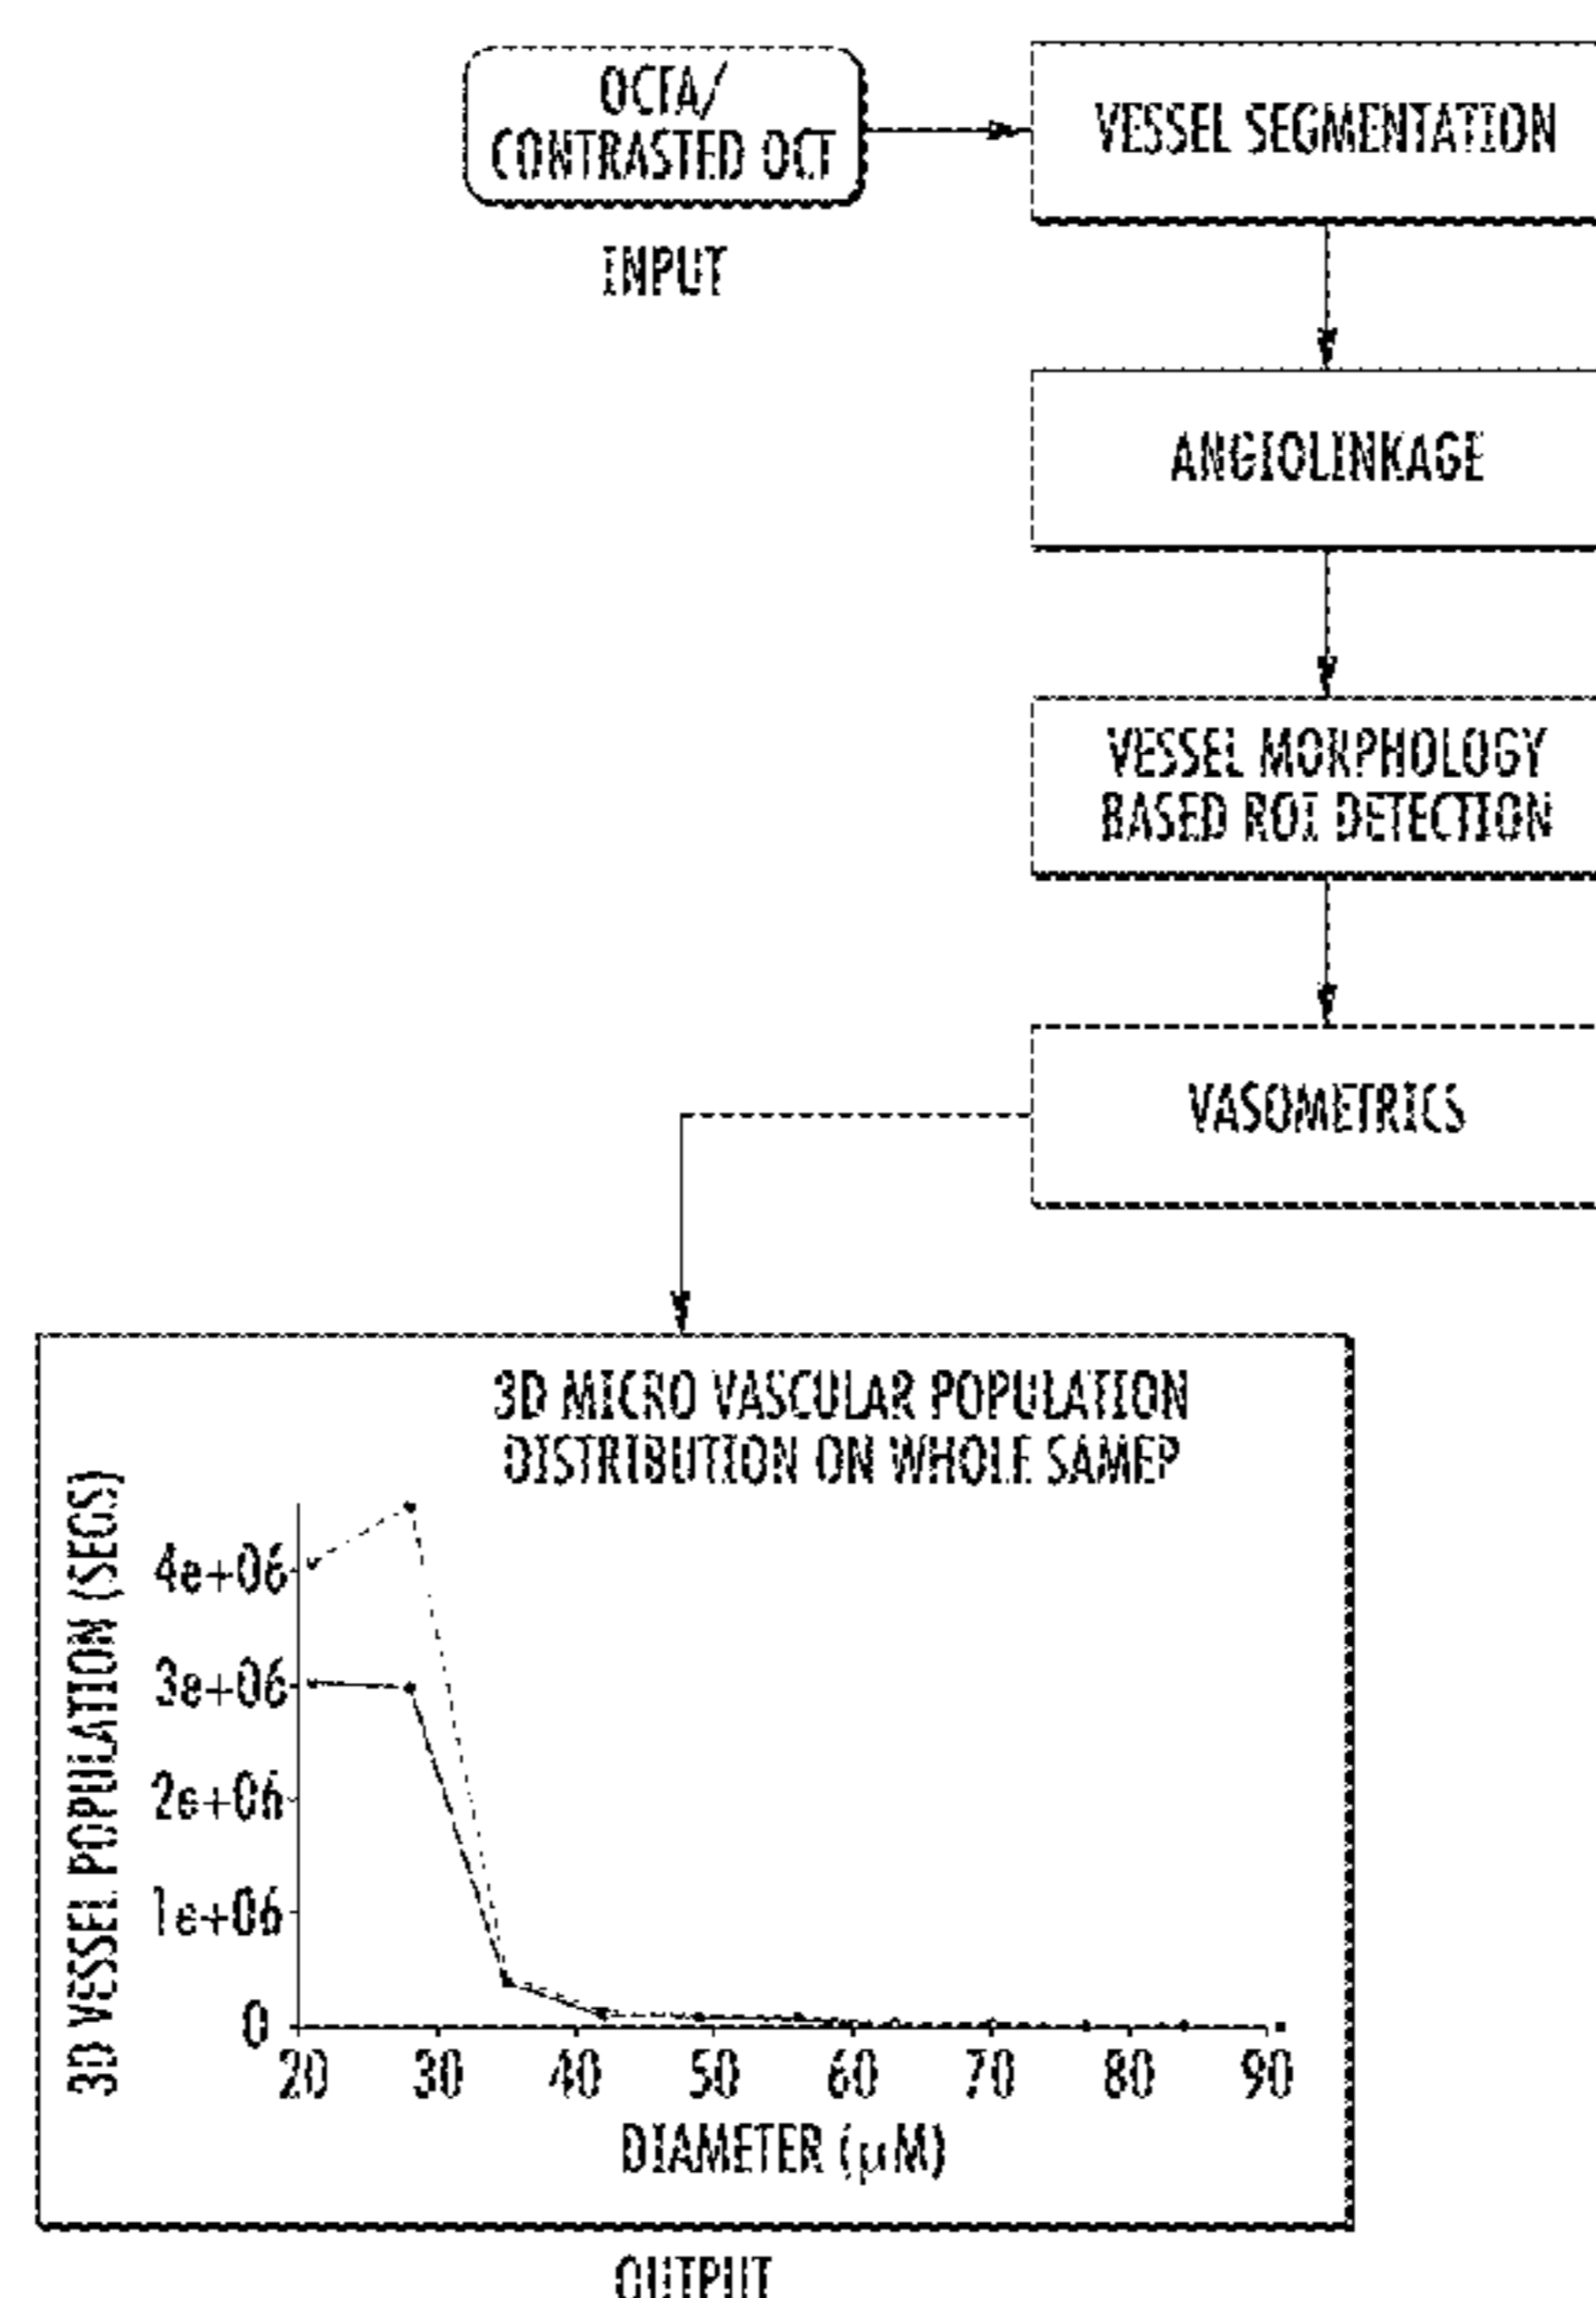 OCTA/
CONTRASTED OCT
INPUT
VESSEL SEGMENTATION
ANGIOLINKAGE
VESSEL MORPHOLOGY
BASED ROI DETECTION
VASOMETRICS
3D MICRO VASCULAR POPULATION
DISTRIBUTION ON WHOLE SAMEP
3D VESSEL POPULATION (SEGS)
4e+06
3e+06
2e+06
1e+06
0
20 30 40 50 60 70 80 90
DIAMETER (μM)
OUTPUT